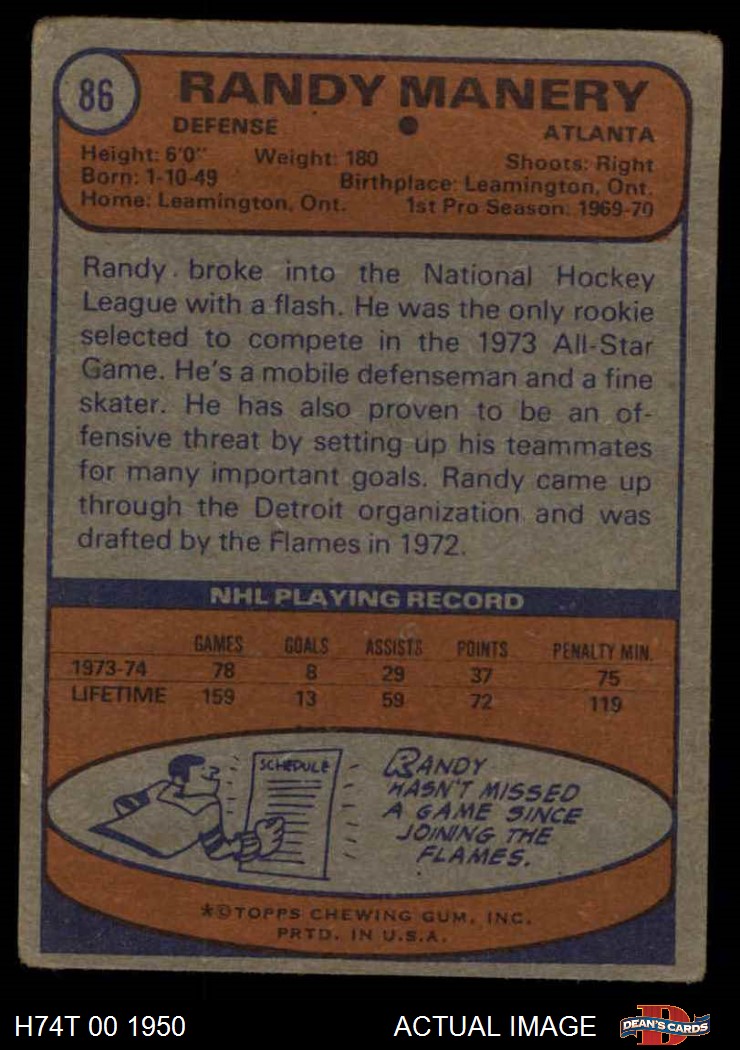 86
RANDY MANERY
DEFENSE ATLANTA
Height: 6'0" Weight: 180 Shoots: Right
Born: 1-10-49 Birthplace: Leamington, Ont.
Home: Leamington, Ont. 1st Pro Season: 1969-70
Randy broke into the National Hockey
League with a flash. He was the only rookie
selected to compete in the 1973 All-Star
Game. He's a mobile defenseman and a fine
skater. He has also proven to be an of-
fensive threat by setting up his teammates
for many important goals. Randy came up
through the Detroit organization and was
drafted by the Flames in 1972.
NHL PLAYING RECORD
GAMES GOALS ASSISTS POINTS PENALTY MIN.
1973-74 78 8 29 37 75
LIFETIME 159 13 59 72 119
SCHEDULE
RANDY
HASN'T MISSED
A GAME SINCE
JOINING THE
FLAMES.
*©TOPPS CHEWING GUM, INC.
PRTD. IN U.S.A.
H74T 00 1950 ACTUAL IMAGE
D
DEAN'S CARDS